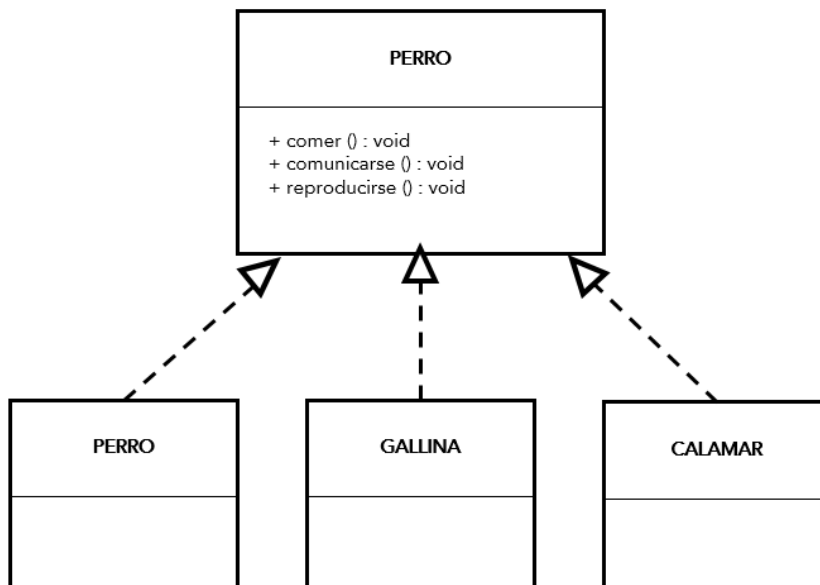 PERRO
+ comer () : void
+ comunicarse () : void
+ reproducirse () : void
PERRO
GALLINA
CALAMAR